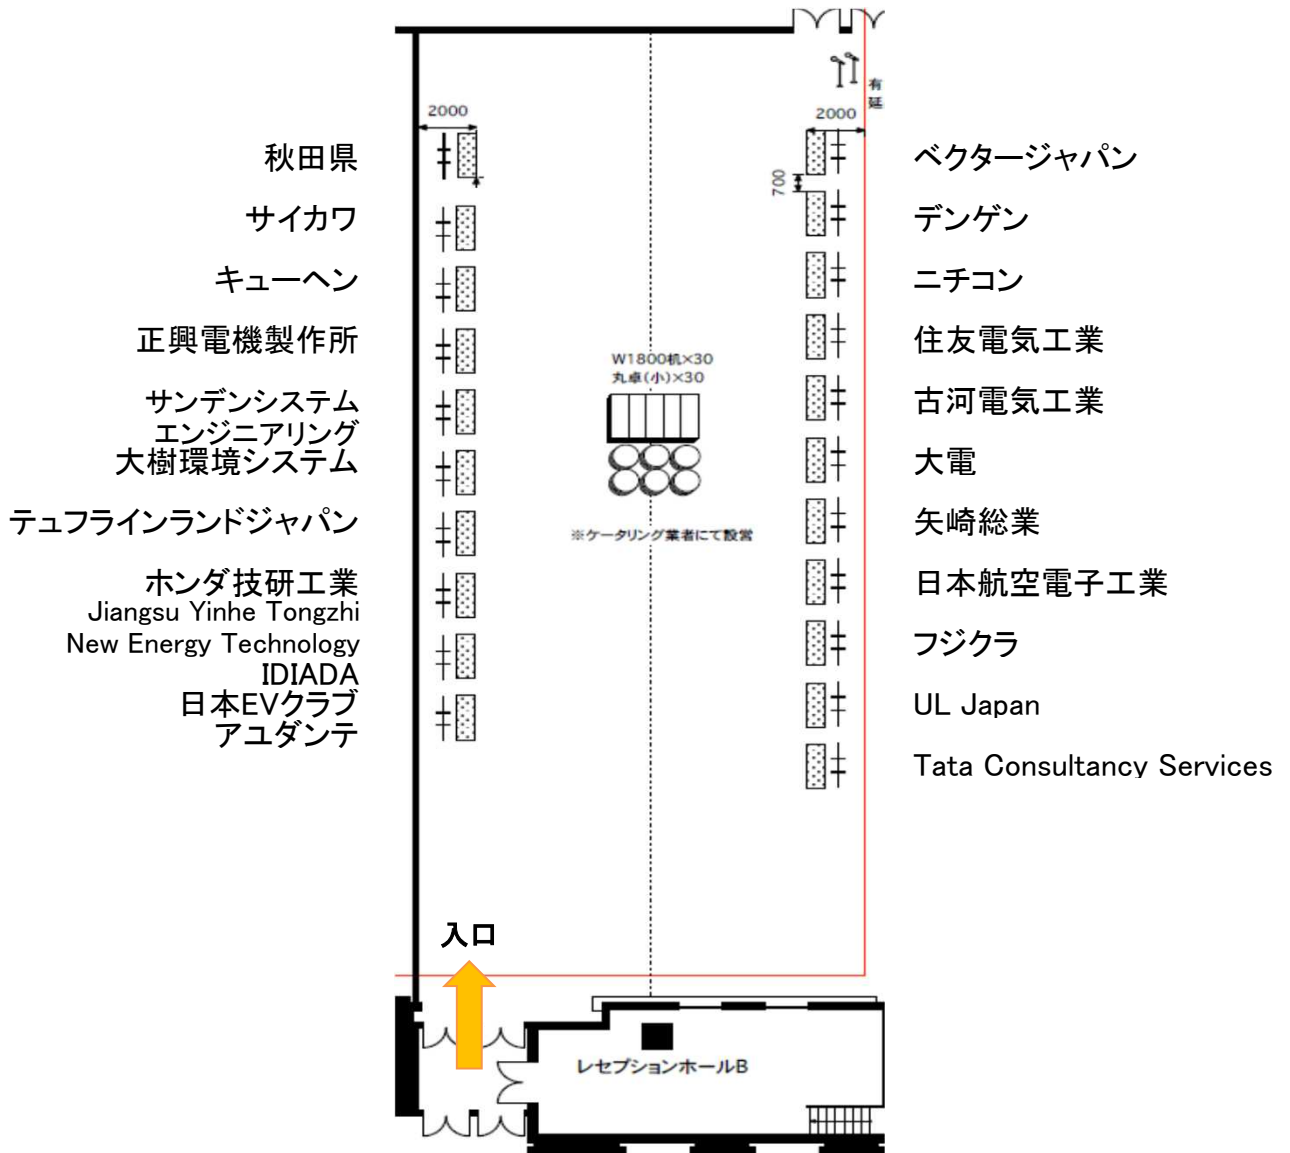 有
延
2000
2000
700
秋田県
サイカワ
キューヘン
正興電機製作所
サンデンシステム
エンジニアリング
大樹環境システム
テュフラインランドジャパン
ホンダ技研工業
Jiangsu Yinhe Tongzhi
New Energy Technology
IDIADA
日本EVクラブ
アユダンテ
W1800机×30
丸卓(小)×30
※ケータリング業者にて設営
ベクタージャパン
デンゲン
ニチコン
住友電気工業
古河電気工業
大電
矢崎総業
日本航空電子工業
フジクラ
UL Japan
Tata Consultancy Services
入口
レセプションホールB